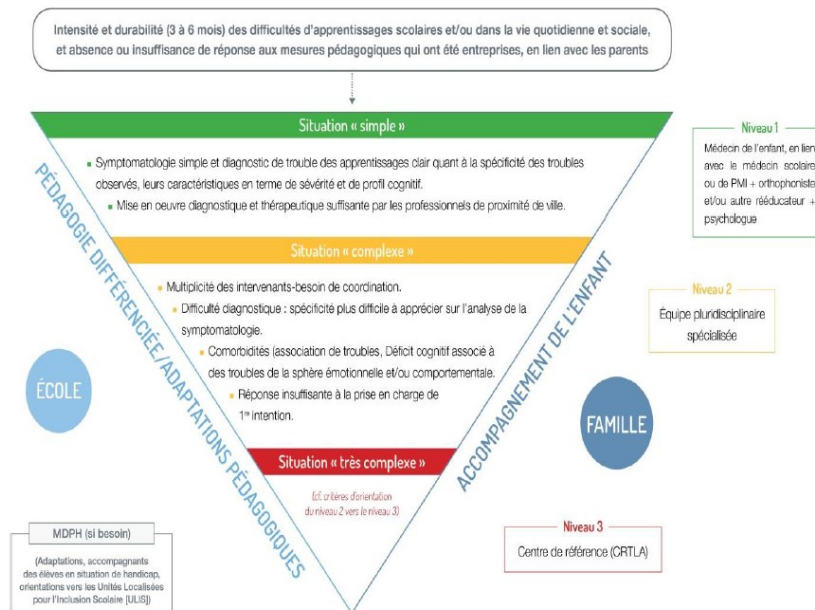 Intensité et durabilité (3 à 6 mois) des difficultés d'apprentissages scolaires et/ou dans la vie quotidienne et sociale,
et absence ou insuffisance de réponse aux mesures pédagogiques qui ont été entreprises, en lien avec les parents
Situation « simple »
Symptomatologie simple et diagnostic de trouble des apprentissages clair quant à la spécificité des troubles
observés, leurs caractéristiques en terme de sévérité et de profil cognitif.
Mise en oeuvre diagnostique et thérapeutique suffisante par les professionnels de proximité de ville.
Niveau 1
Médecin de l'enfant, en lien
avec le médecin scolaire
ou de PMI + orthophoniste
et/ou autre rééducateur +
psychologue
Situation « complexe »
Multiplicité des intervenants-besoin de coordination.
Difficulté diagnostique : spécificité plus difficile à apprécier sur l'analyse de la
symptomatologie.
Comorbidités (association de troubles, Déficit cognitif associé à
des troubles de la sphère émotionnelle et/ou comportementale.
Réponse insuffisante à la prise en charge de
1re intention.
Niveau 2
Équipe pluridisciplinaire
spécialisée
PÉDAGOGIE DIFFÉRENCIÉE/ADAPTATIONS PÉDAGOGIQUES
ACCOMPAGNEMENT DE L'ENFANT
ÉCOLE
FAMILLE
Situation « très complexe »
(cf. critères d'orientation
du niveau 2 vers le niveau 3)
Niveau 3
Centre de référence (CRTLA)
MDPH (si besoin)
(Adaptations, accompagnants
des élèves en situation de handicap,
orientations vers les Unités Localisées
pour l'Inclusion Scolaire [ULIS])